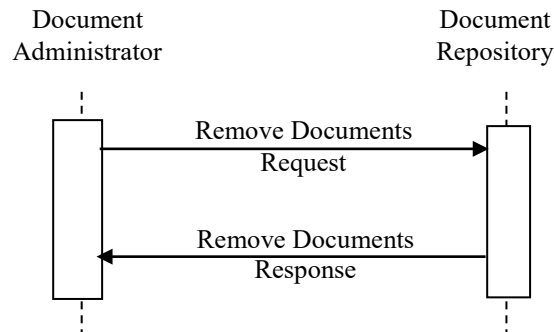 Document
Administrator
Document
Repository
Remove Documents
Request
Remove Documents
Response